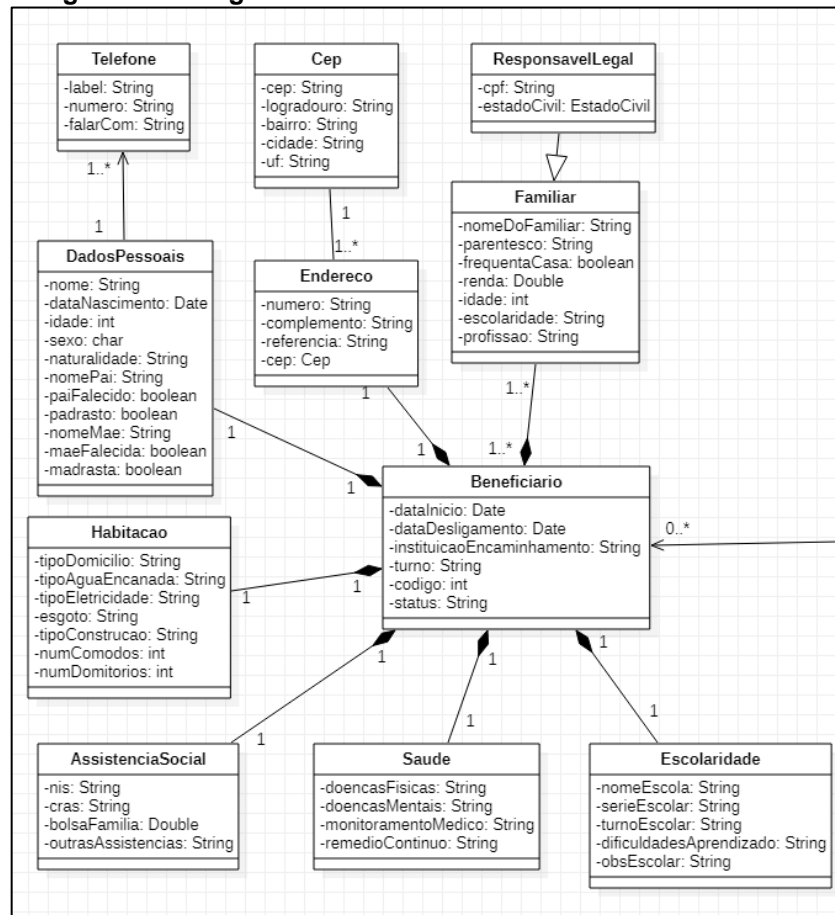 Telefone
-label: String
-numero: String
-falarCom: String
Cep
-cep: String
-logradouro: String
-bairro: String
-cidade: String
-uf: String
ResponsavelLegal
-cpf: String
-estadoCivil: EstadoCivil
1..*
1
1
1..*
Familiar
-nomeDoFamiliar: String
-parentesco: String
-frequentaCasa: boolean
-renda: Double
-idade: int
-escolaridade: String
-profissao: String
DadosPessoais
-nome: String
-dataNascimento: Date
-idade: int
-sexo: char
-naturalidade: String
-nomePai: String
-paiFalecido: boolean
-padrasto: boolean
-nomeMae: String
-maeFalecida: boolean
-madrasta: boolean
Endereco
-numero: String
-complemento: String
-referencia: String
-cep: Cep
1
1
1..*
1..*
1
1
Beneficiario
-dataInicio: Date
-dataDesligamento: Date
-instituicaoEncaminhamento: String
-turno: String
-codigo: int
-status: String
0..*
Habitacao
-tipoDomicilio: String
-tipoAguaEncanada: String
-tipoEletricidade: String
-esgoto: String
-tipoConstrucao: String
-numComodos: int
-numDomitorios: int
1
1
1
1
1
1
1
1
AssistenciaSocial
-nis: String
-cras: String
-bolsaFamilia: Double
-outrasAssistencias: String
Saude
-doencasFisicas: String
-doencasMentais: String
-monitoramentoMedico: String
-remedioContinuo: String
Escolaridade
-nomeEscola: String
-serieEscolar: String
-turnoEscolar: String
-dificuldadesAprendizado: String
-obsEscolar: String